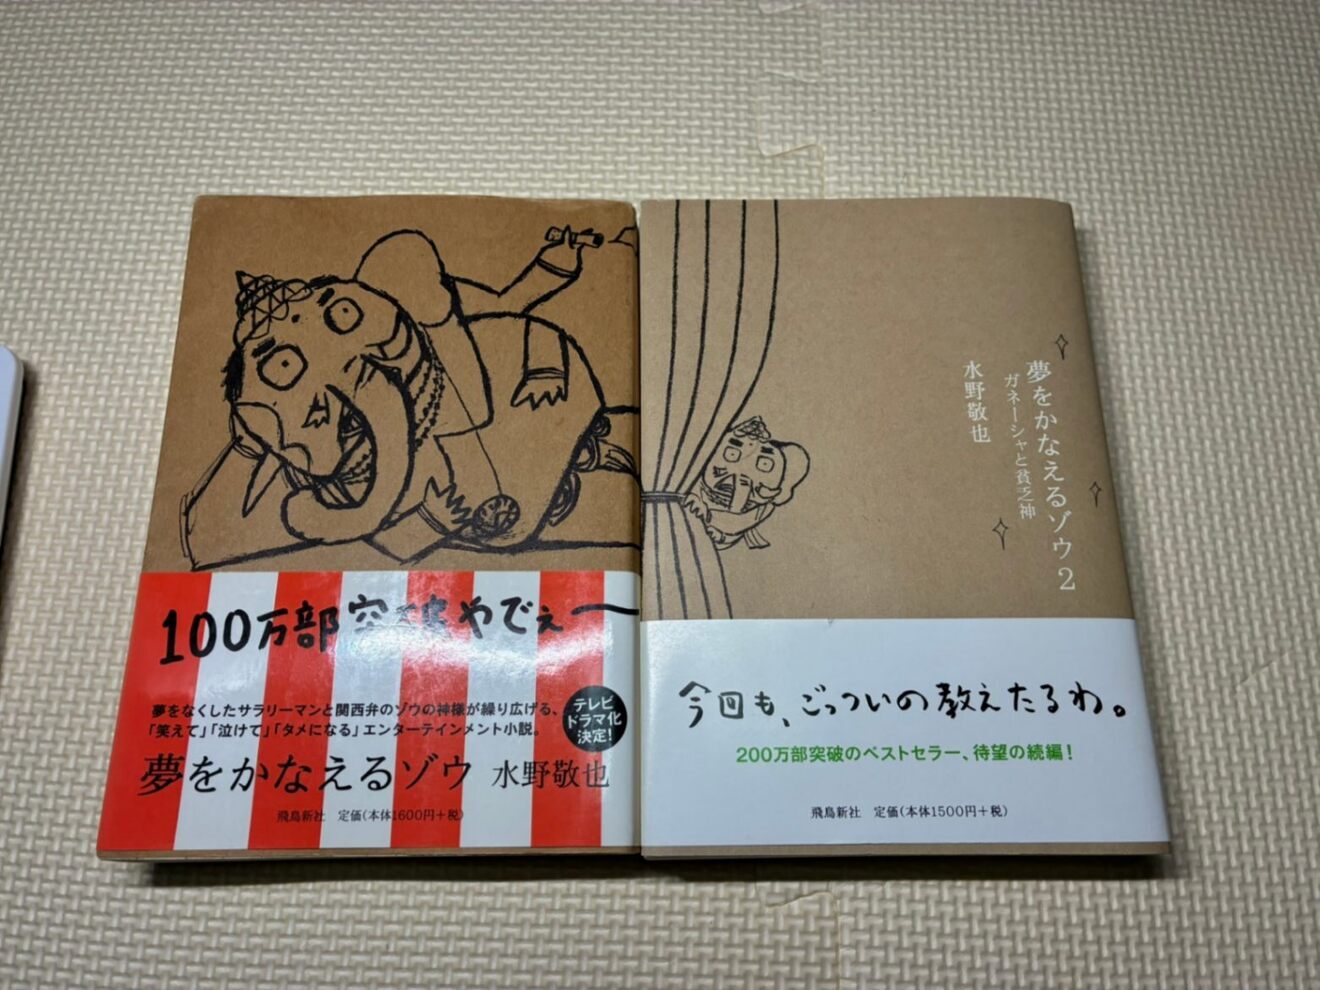 100万部突破やでぇー
夢をなくしたサラリーマンと関西弁のゾウの神様が繰り広げる、
「笑えて」「泣けて」「タメになる」エンターテインメント小説。
テレビ
ドラマ化
決定!
夢をかなえるゾウ 水野敬也
飛鳥新社 定価(本体1600円+税)
夢をかなえるゾウ2
ガネーシャと貧乏神
水野敬也
今回も、ごっついの教えたるわ。
200万部突破のベストセラー、待望の続編!
飛鳥新社 定価(本体1500円+税)